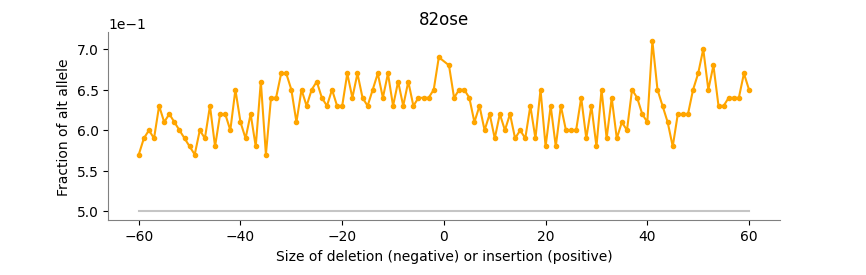 82ose
1e−1
7.0
6.5
6.0
5.5
5.0
Fraction of alt allele
−60 −40 −20 0 20 40 60
Size of deletion (negative) or insertion (positive)